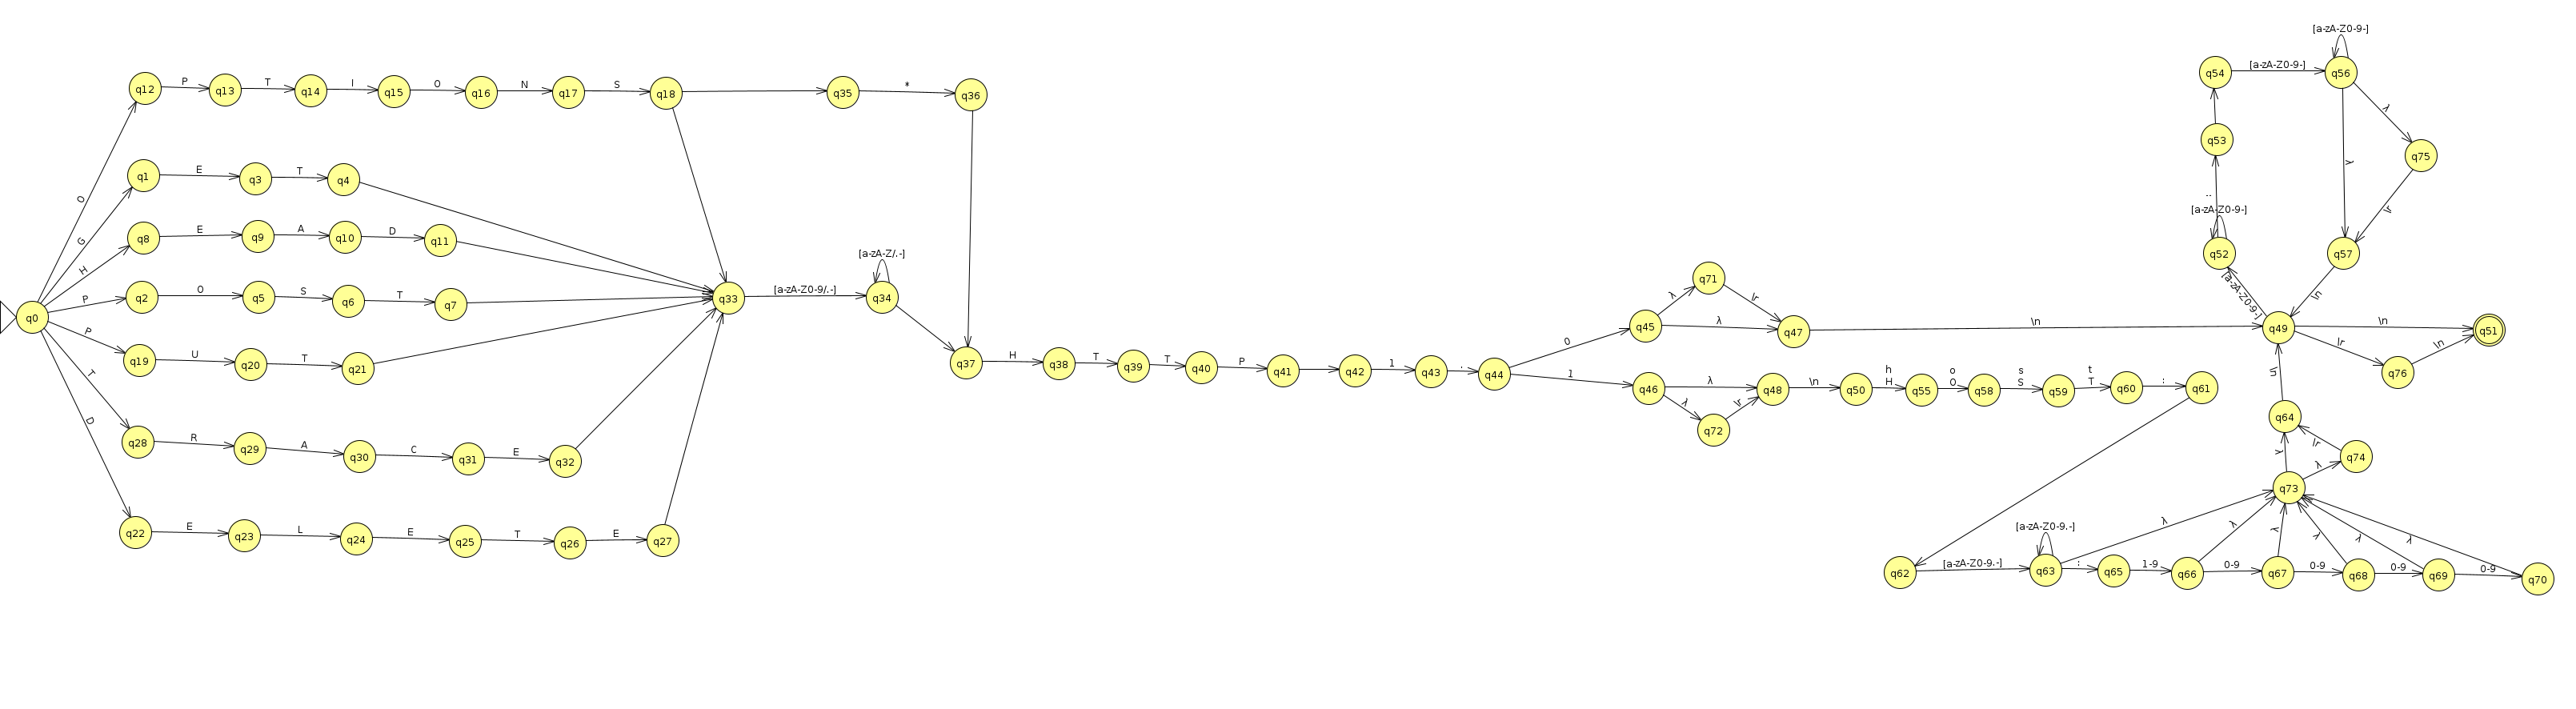 q12 P q13 T q14 I q15 O q16 N q17 S q18 q35 * q36
O
q1 E q3 T q4
G
q8 E q9 A q10 D q11
H
q0
P
q2 O q5 S q6 T q7
P
q19 U q20 T q21
T
q28 R q29 A q30 C q31 E q32
D
q22 E q23 L q24 E q25 T q26 E q27
q33 [a-zA-Z0-9/.-] q34
[a-zA-Z/.-]
q37 H q38 T q39 T q40 P q41 q42 1 q43 . q44
0 q45 λ q71 \r
λ q47 \n q49
1 q46 λ q48 \n q50
λ q72 \r
h
H
q55
o
O
q58
s
S
q59
t
T
q60 : q61
q62 [a-zA-Z0-9.-] q63
[a-zA-Z0-9.-]
: q65 1-9 q66 0-9 q67 0-9 q68 0-9 q69 0-9 q70
λ λ λ λ λ λ
q73 λ q74 \r
λ q64 \n
q49 \n q51
\r q76 \n
[a-zA-Z0-9-]
q52
[a-zA-Z0-9-]
:
q53
q54 [a-zA-Z0-9-] q56
[a-zA-Z0-9-]
λ q75 \r
λ q57 \n